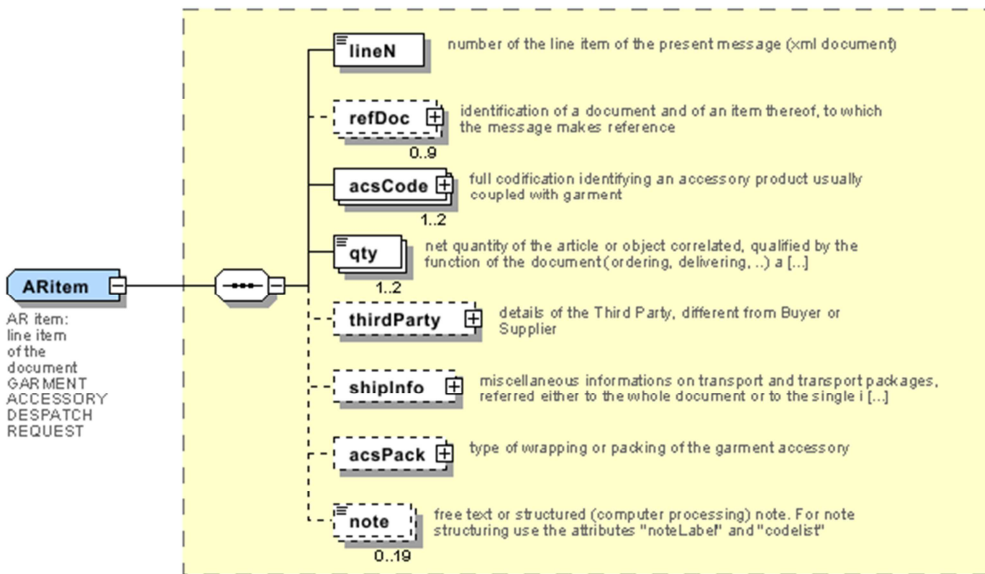 lineN
number of the line item of the present message (xml document)
refDoc
identification of a document and of an item thereof, to which
the message makes reference
0..9
acsCode
full codification identifying an accessory product usually
coupled with garment
1..2
qty
net quantity of the article or object correlated, qualified by the
function of the document (ordering, delivering, ..) a [...]
1..2
ARitem
AR item:
line item
of the
document
GARMENT
ACCESSORY
DESPATCH
REQUEST
thirdParty
details of the Third Party, different from Buyer or
Supplier
shipInfo
miscellaneous informations on transport and transport packages,
referred either to the whole document or to the single i [...]
acsPack
type of wrapping or packing of the garment accessory
note
free text or structured (computer processing) note. For note
structuring use the attributes "noteLabel" and "codelist"
0..19